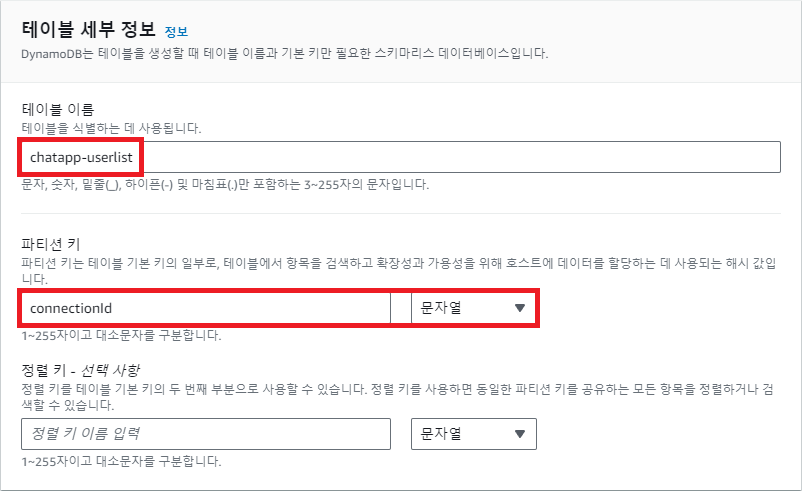 테이블 세부 정보 정보
DynamoDB는 테이블을 생성할 때 테이블 이름과 기본 키만 필요한 스키마리스 데이터베이스입니다.
테이블 이름
테이블을 식별하는 데 사용됩니다.
chatapp-userlist
문자, 숫자, 밑줄(_), 하이픈(-) 및 마침표(.)만 포함하는 3~255자의 문자입니다.
파티션 키
파티션 키는 테이블 기본 키의 일부로, 테이블에서 항목을 검색하고 확장성과 가용성을 위해 호스트에 데이터를 할당하는 데 사용되는 해시 값입
니다.
connectionId 문자열
1~255자이고 대소문자를 구분합니다.
정렬 키 - 선택 사항
정렬 키를 테이블 기본 키의 두 번째 부분으로 사용할 수 있습니다. 정렬 키를 사용하면 동일한 파티션 키를 공유하는 모든 항목을 정렬하거나 검
색할 수 있습니다.
정렬 키 이름 입력 문자열
1~255자이고 대소문자를 구분합니다.